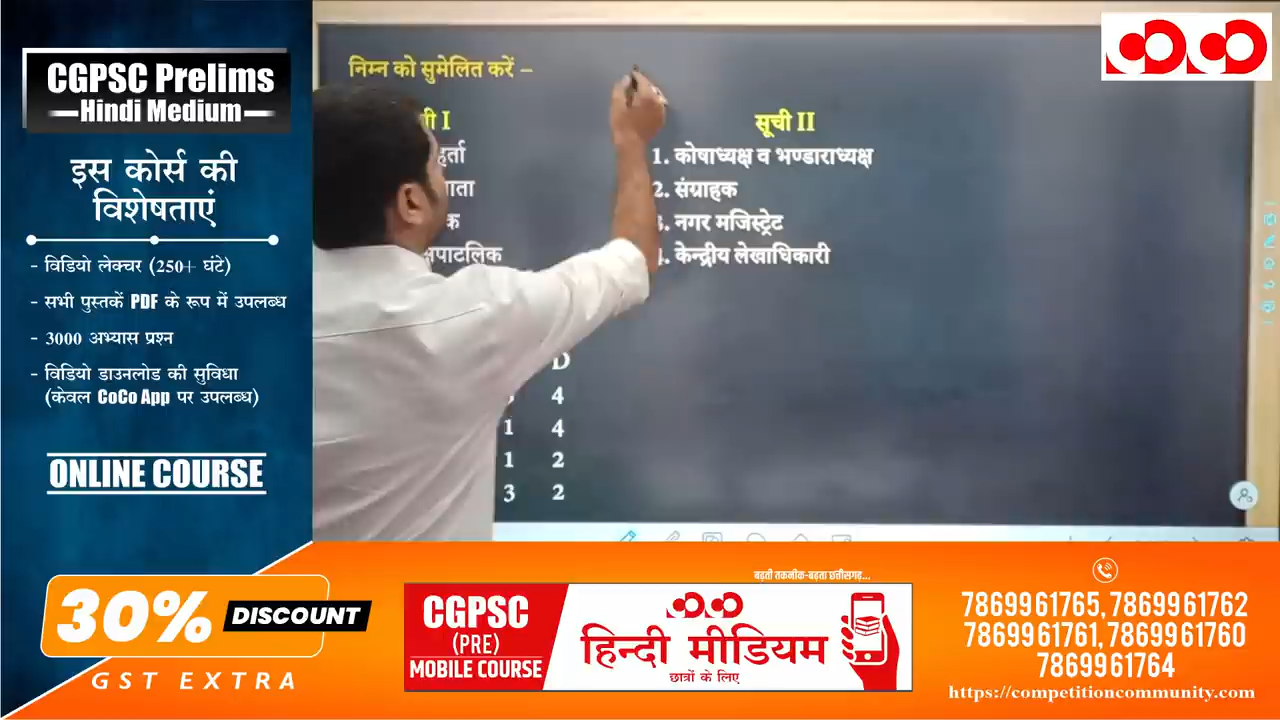 CGPSC Prelims
Hindi Medium
इस कोर्स की
विशेषताएं
- विडियो लेक्चर (250+ घंटे)
- सभी पुस्तकें PDF के रूप में उपलब्ध
- 3000 अभ्यास प्रश्न
- विडियो डाउनलोड की सुविधा
(केवल CoCo App पर उपलब्ध)
ONLINE COURSE
निम्न को सुमेलित करें –
I
सूची II
1. कोषाध्यक्ष व भण्डाराध्यक्ष
2. संग्राहक
नगर मजिस्ट्रेट
केन्द्रीय लेखाधिकारी
D
4
1 4
1 2
3 2
30% DISCOUNT
GST EXTRA
बढ़ती तकनीक-बढ़ता छत्तीसगढ़...
CGPSC
(PRE)
MOBILE COURSE
हिन्दी मीडियम
छात्रों के लिए
7869961765, 7869961762
7869961761, 7869961760
7869961764
https://competitioncommunity.com